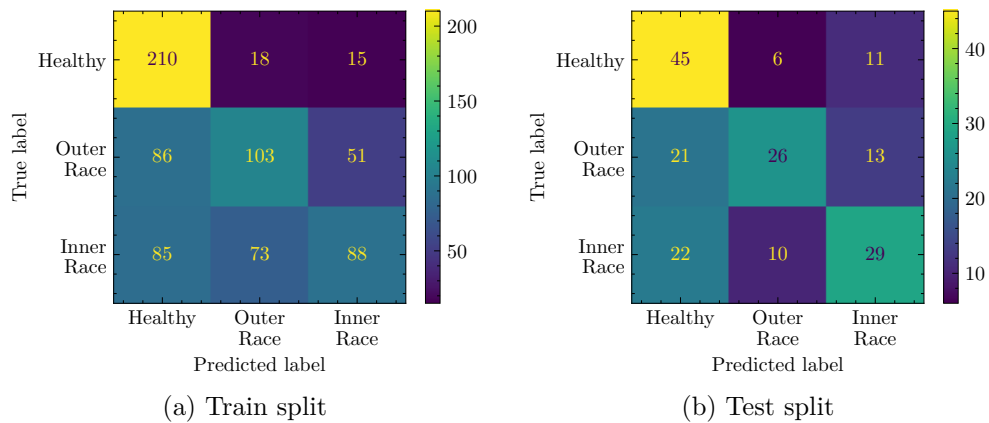 Healthy
Outer
Race
Inner
Race
True label
210 18 15
86 103 51
85 73 88
Healthy Outer Race Inner Race
Predicted label
200
150
100
50
(a) Train split
Healthy
Outer
Race
Inner
Race
True label
45 6 11
21 26 13
22 10 29
Healthy Outer Race Inner Race
Predicted label
40
30
20
10
(b) Test split